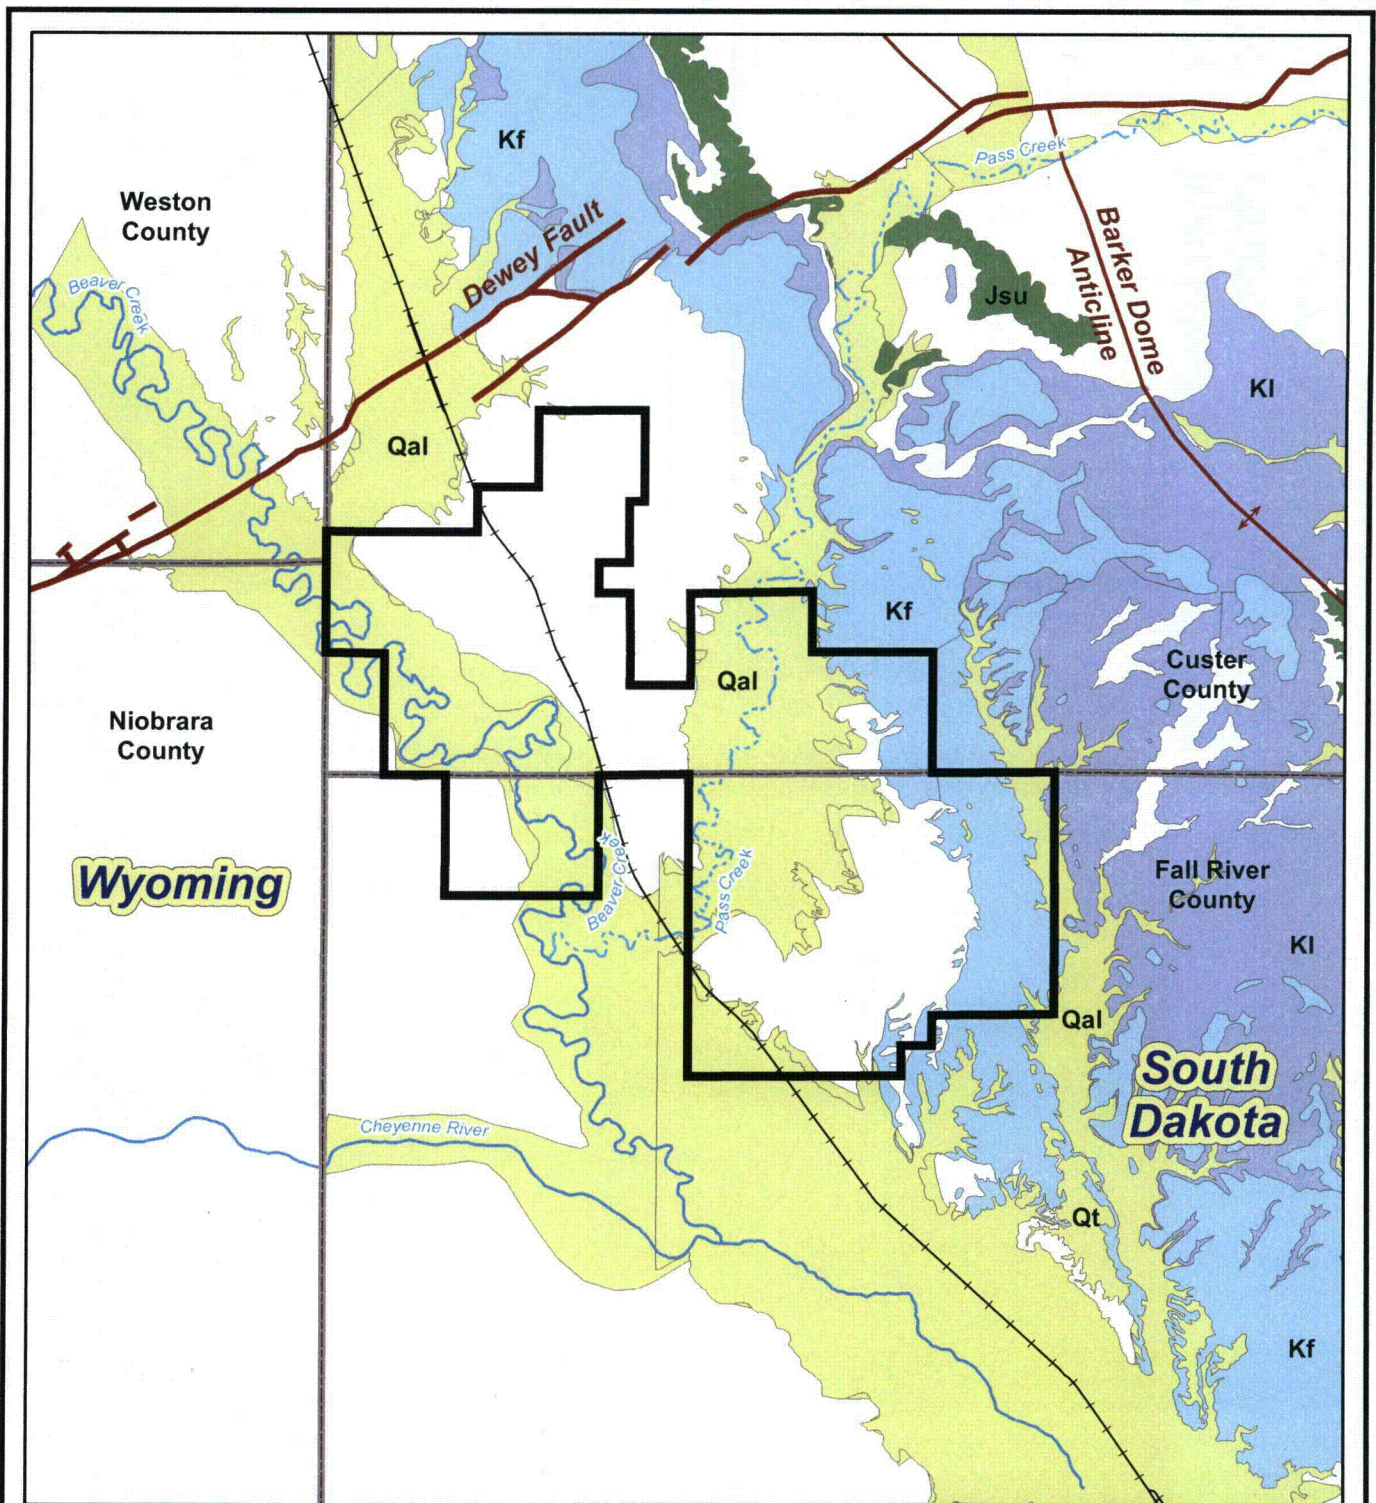 Kf
Pass Creek
Weston
County
Dewey Fault
Barker Dome
Anticline
Beaver Creek
Jsu
Kl
Qal
Kf
Custer
County
Qal
Niobrara
County
Beaver Creek
Pass Creek
Wyoming
Fall River
County
Kl
Qal
South
Dakota
Cheyenne River
Qt
Kf